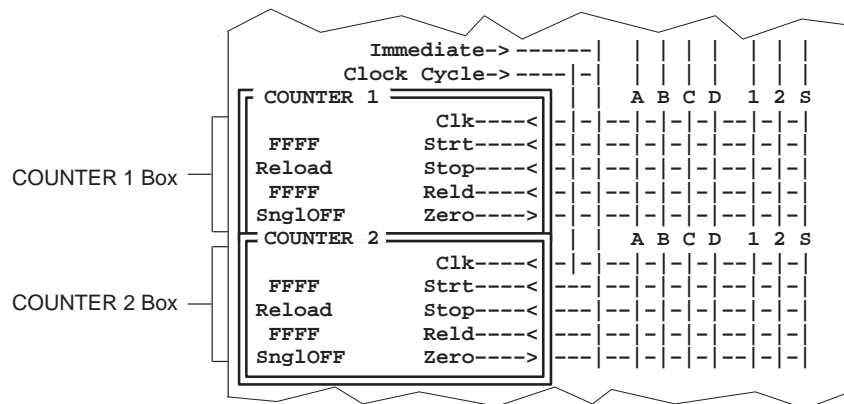 Immediate-> ------| | | | | | | |
Clock Cycle-> ----|-| | | | | | | |
COUNTER 1 | | A B C D 1 2 S
Clk----< -|-|--|-|-|-|--|-|-|
FFFF Strt----< -|-|--|-|-|-|--|-|-|
COUNTER 1 Box Reload Stop----< -|-|--|-|-|-|--|-|-|
FFFF Reld----< -|-|--|-|-|-|--|-|-|
SnglOFF Zero----> -|-|--|-|-|-|--|-|-|
COUNTER 2 | | A B C D 1 2 S
Clk----< -|-|--|-|-|-|--|-|-|
FFFF Strt----< ---|--|-|-|-|--|-|-|
COUNTER 2 Box Reload Stop----< ---|--|-|-|-|--|-|-|
FFFF Reld----< ---|--|-|-|-|--|-|-|
SnglOFF Zero----> ---|--|-|-|-|--|-|-|